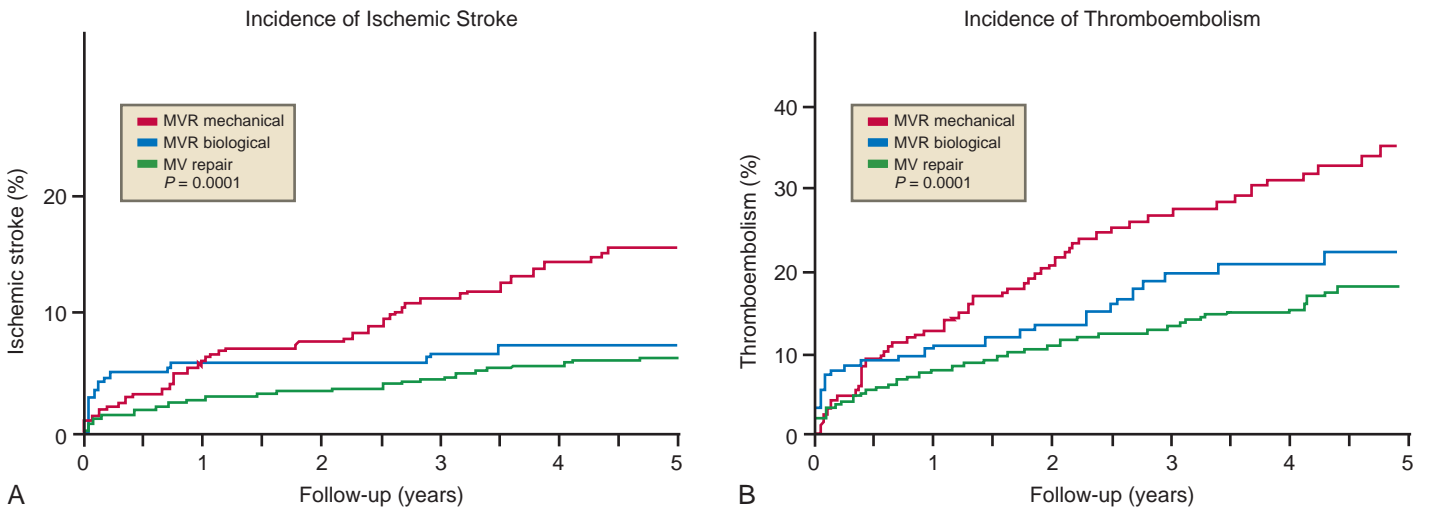 Incidence of Ischemic Stroke
Ischemic stroke (%)
20
10
0
MVR mechanical
MVR biological
MV repair
P = 0.0001
0 1 2 3 4 5
Follow-up (years)
A
Incidence of Thromboembolism
Thromboembolism (%)
40
30
20
10
0
MVR mechanical
MVR biological
MV repair
P = 0.0001
0 1 2 3 4 5
Follow-up (years)
B